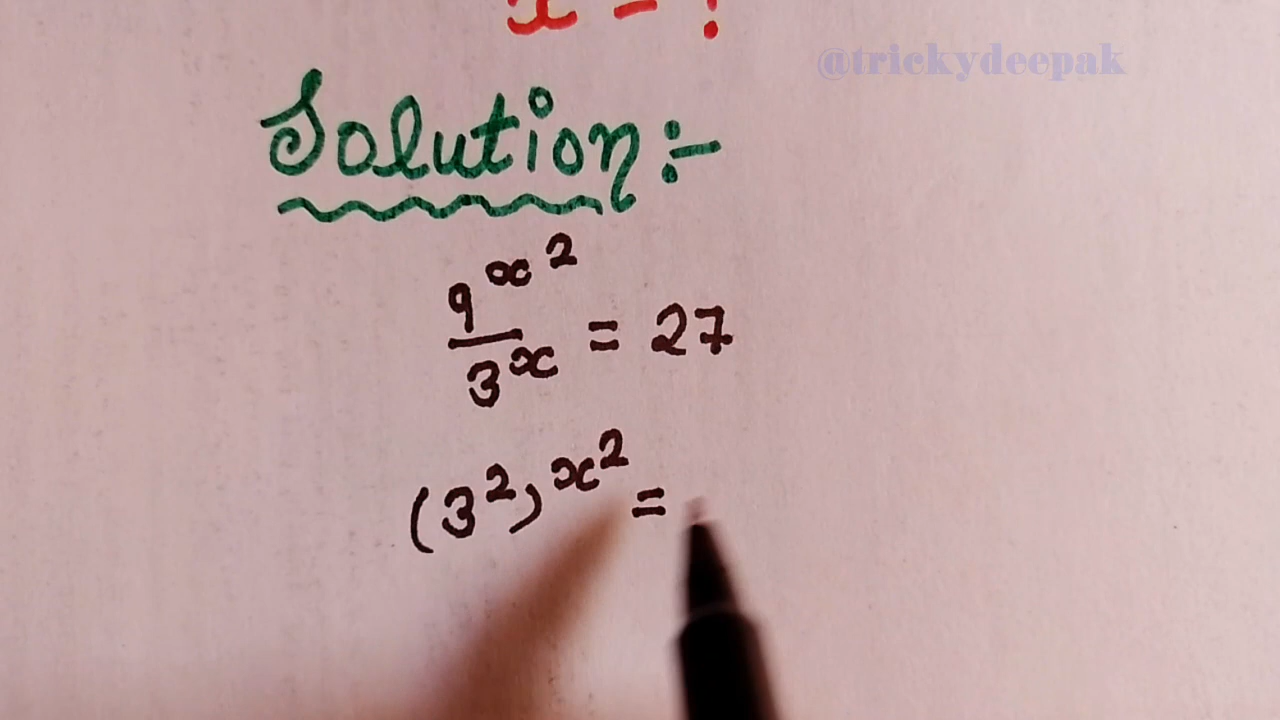 x = ?
@trickydeepak
Solution:-
9^x^2 / 3^x = 27
(3^2)^x^2 =